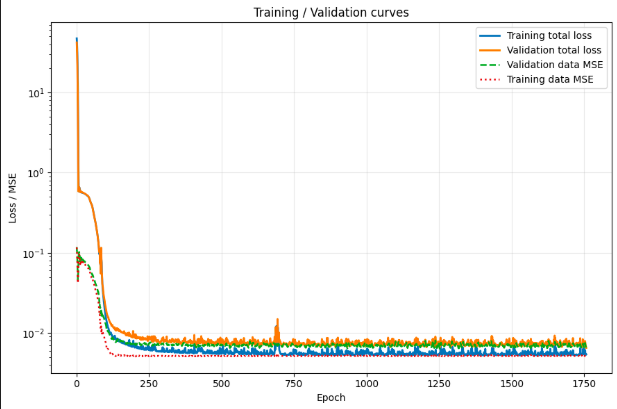 Training / Validation curves
Training total loss
Validation total loss
Validation data MSE
Training data MSE
Loss / MSE
10¹
10⁰
10⁻¹
10⁻²
0 250 500 750 1000 1250 1500 1750
Epoch